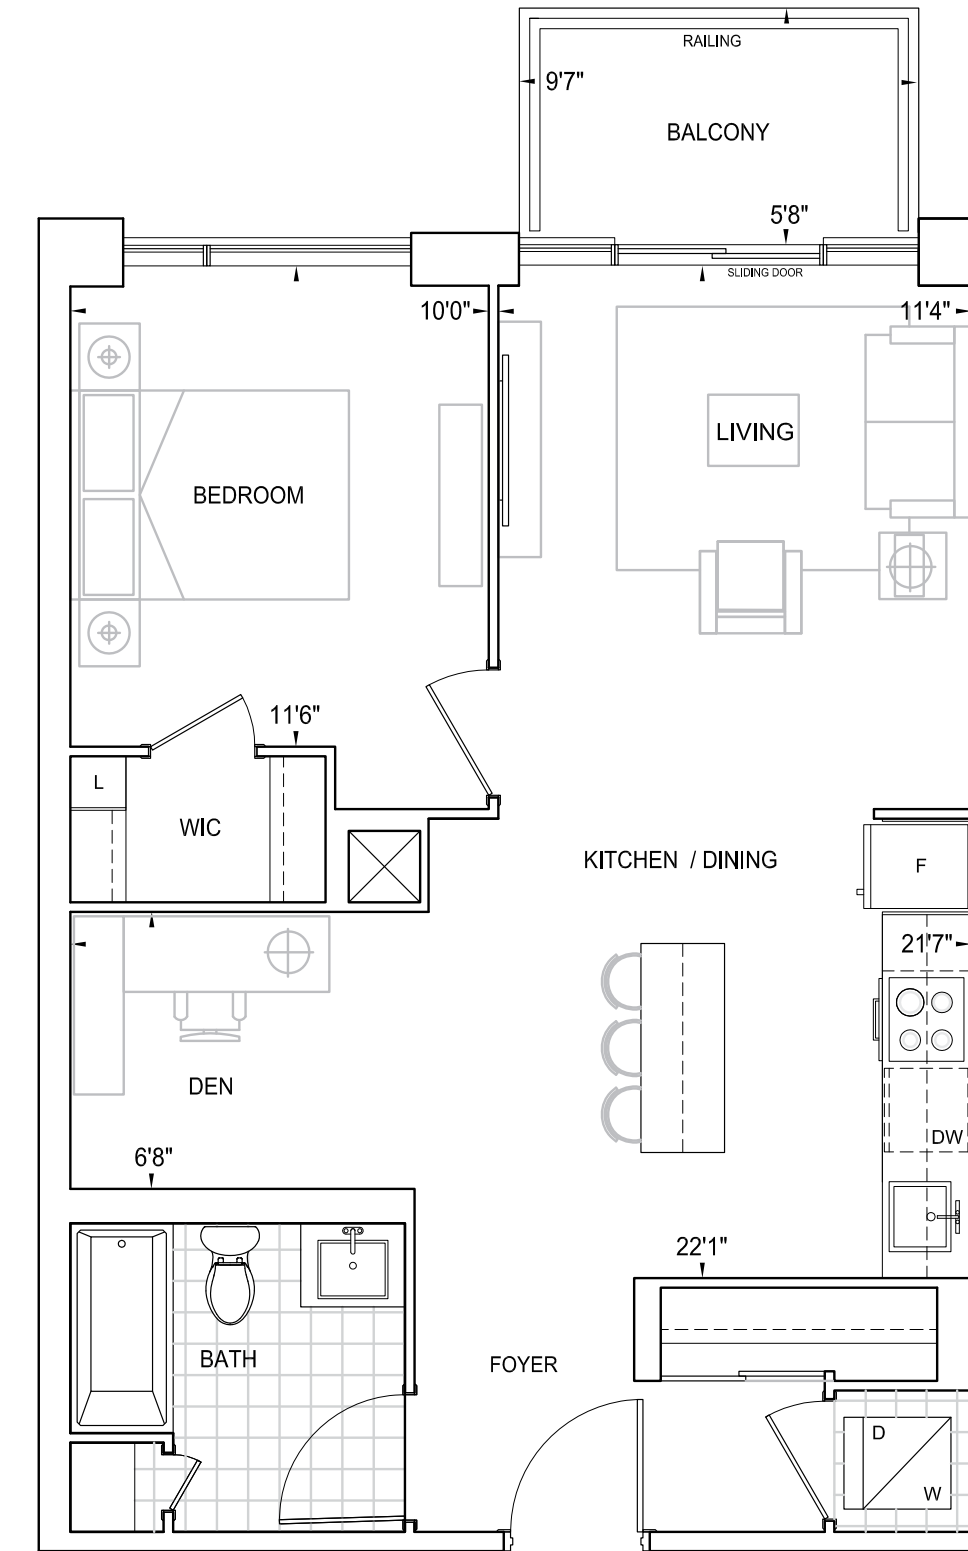 RAILING
9'7"
BALCONY
5'8"
SLIDING DOOR
10'0"
11'4"
LIVING
BEDROOM
11'6"
L
WIC
KITCHEN / DINING
F
21'7"
DEN
DW
6'8"
22'1"
BATH
FOYER
D
W